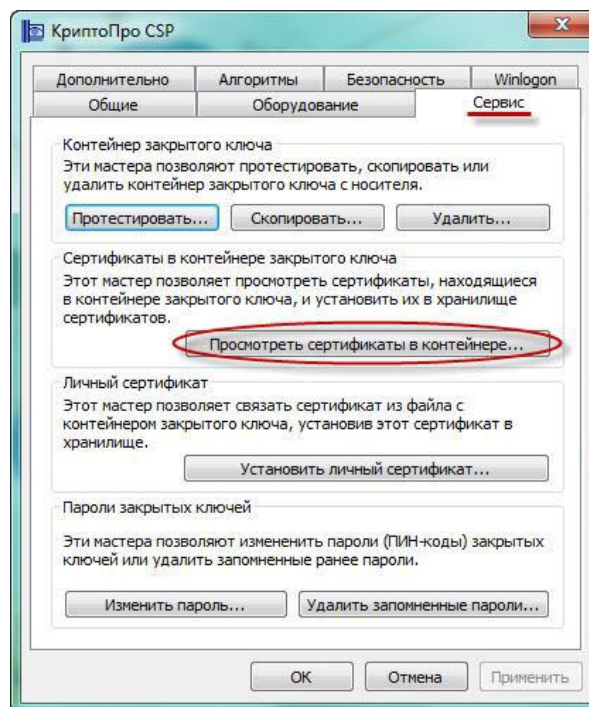 КриптоПро CSP
Дополнительно Алгоритмы Безопасность Winlogon
Общие Оборудование Сервис
Контейнер закрытого ключа
Эти мастера позволяют протестировать, скопировать или
удалить контейнер закрытого ключа с носителя.
Протестировать... Скопировать... Удалить...
Сертификаты в контейнере закрытого ключа
Этот мастер позволяет просмотреть сертификаты, находящиеся
в контейнере закрытого ключа, и установить их в хранилище
сертификатов.
Просмотреть сертификаты в контейнере...
Личный сертификат
Этот мастер позволяет связать сертификат из файла с
контейнером закрытого ключа, установив этот сертификат в
хранилище.
Установить личный сертификат...
Пароли закрытых ключей
Эти мастера позволяют измененить пароли (ПИН-коды) закрытых
ключей или удалить запомненные ранее пароли.
Изменить пароль... Удалить запомненные пароли...
ОК Отмена Применить